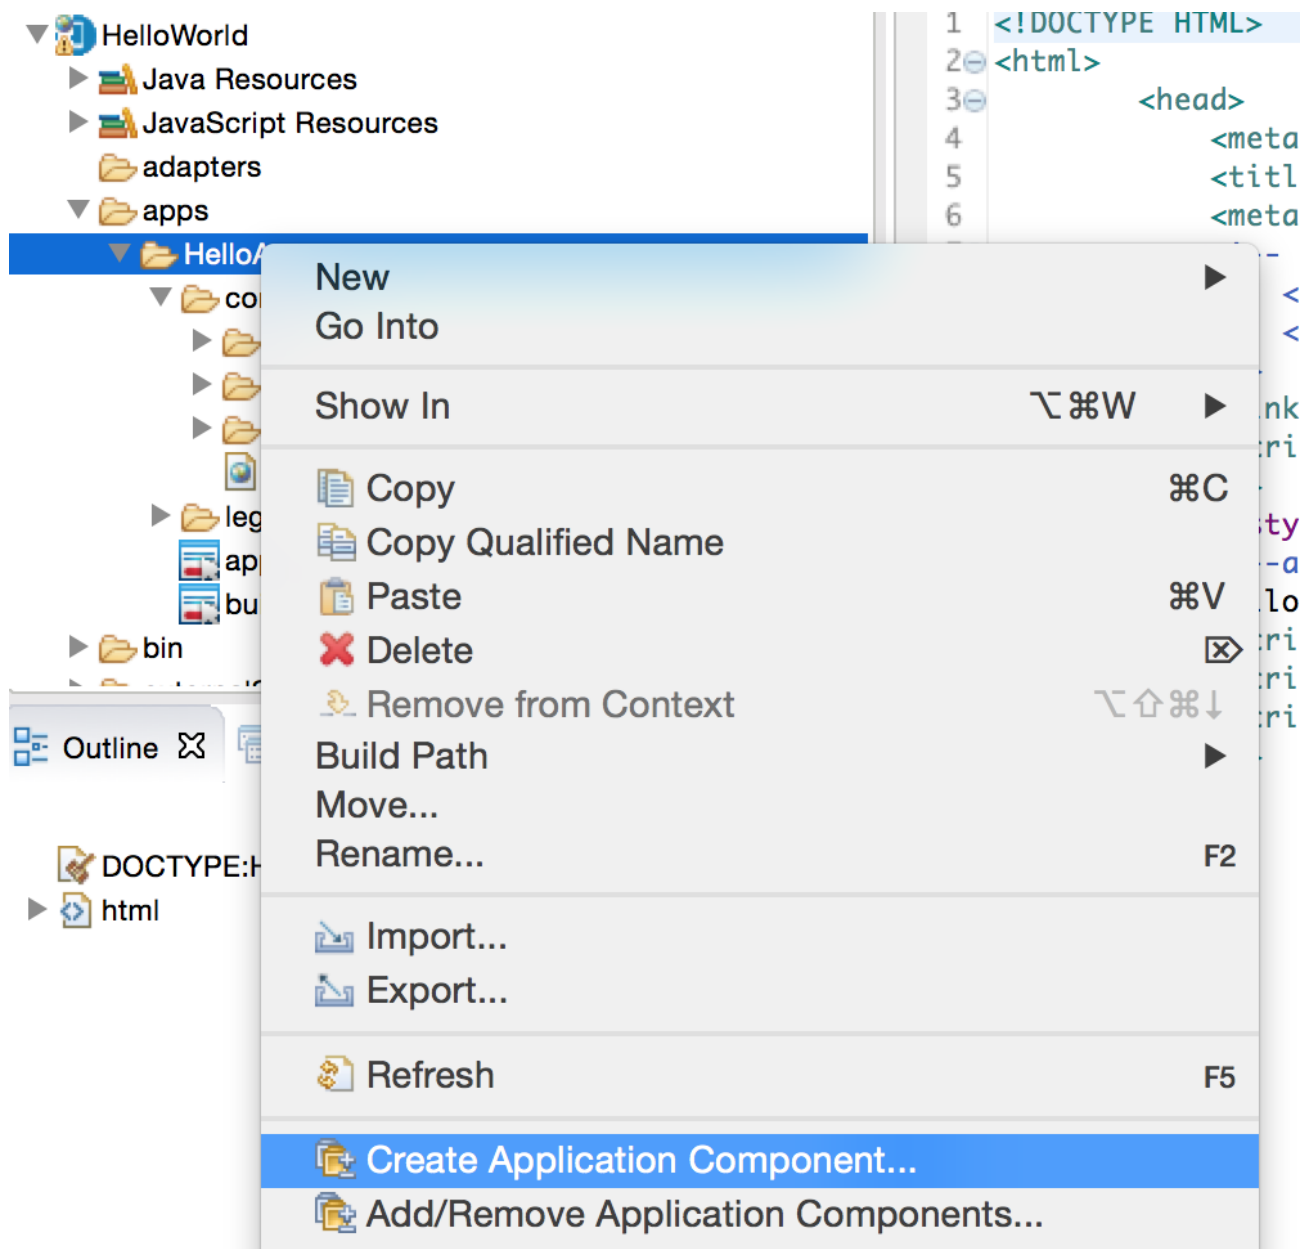 HelloWorld
Java Resources
JavaScript Resources
adapters
apps
bin
Outline
html
1 <!DOCTYPE HTML>
2 <html>
3 <head>
4 <meta
5 <titl
6 <meta
New
Go Into
Show In ⌥⌘W
Copy ⌘C
Copy Qualified Name
Paste ⌘V
Delete ⌦
Remove from Context ⌥⇧⌘↓
Build Path
Move...
Rename... F2
Import...
Export...
Refresh F5
Create Application Component...
Add/Remove Application Components...